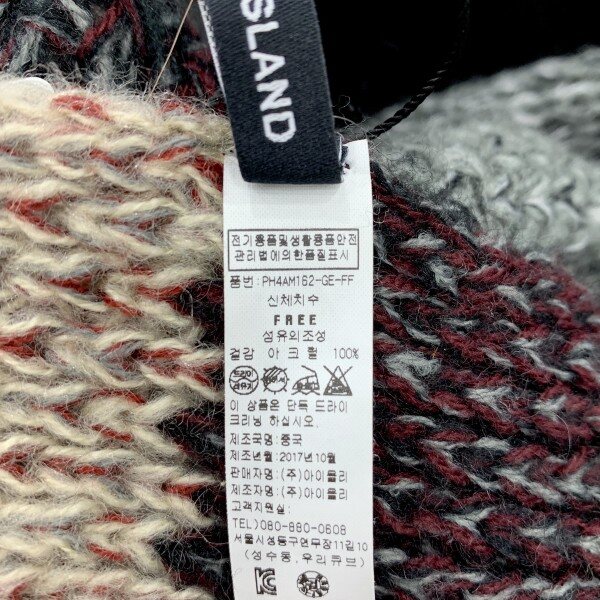 SLAND
전기용품및생활용품안전
관리법에의한품질표시
품번: PH4AM162-GE-FF
신체치수
FREE
섬유의조성
겉감 아크릴 100%
드라이
이 상품은 단독 드라이
크리닝 하십시오.
제조국명:중국
제조년월:2017년10월
판매자명:(주)아이올리
제조자명:(주)아이올리
고객지원실:
TEL)080-880-0608
서울시성동구연무장11길10
(성수동,우리큐브)